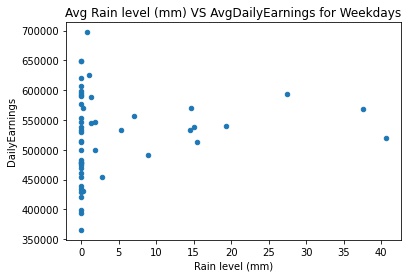 Avg Rain level (mm) VS AvgDailyEarnings for Weekdays
700000
650000
600000
550000
500000
450000
400000
350000
DailyEarnings
0 5 10 15 20 25 30 35 40
Rain level (mm)